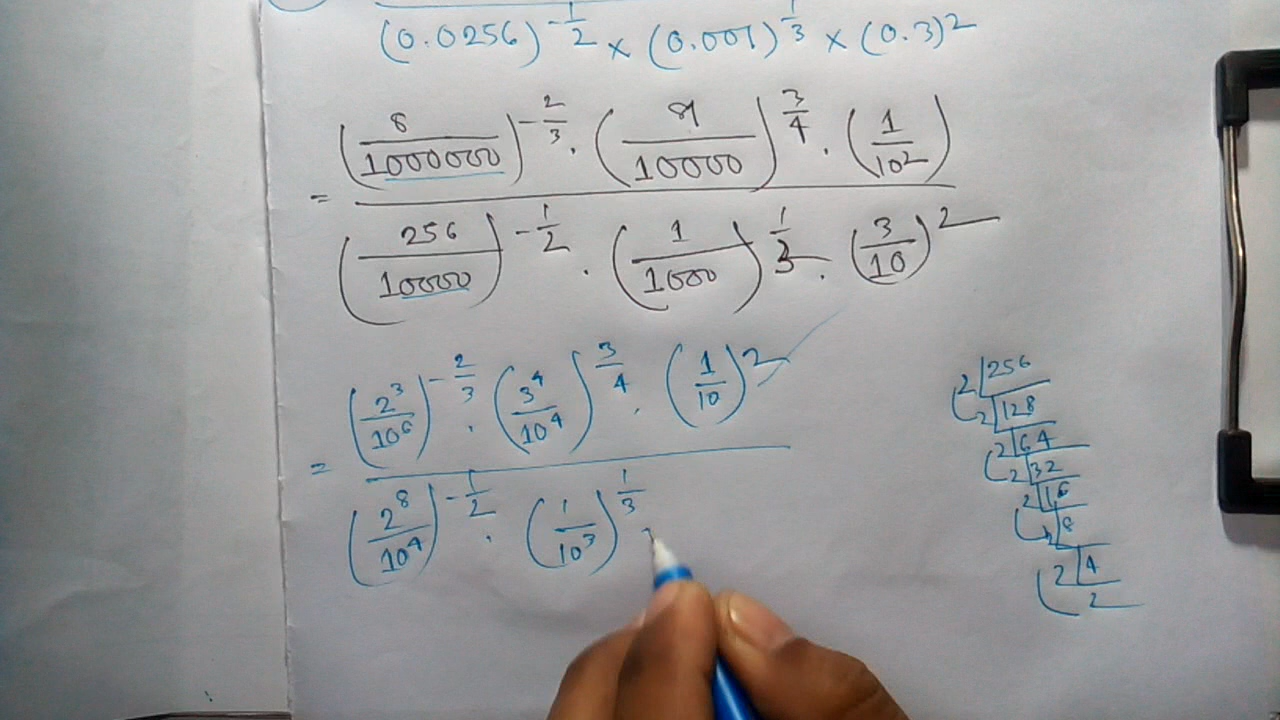 (0.0256)^{-1/2} × (0.001)^{1/3} × (0.3)^2
(8/1000000)^{-2/3} . (81/10000)^{3/4} . (1/10^2)
=
(256/10000)^{-1/2} . (1/1000)^{1/3} . (3/10)^2
(2^3/10^6)^{-2/3} . (3^4/10^4)^{3/4} . (1/10)^2
=
(2^8/10^4)^{-1/2} . (1/10^3)^{1/3} .
2 | 256
2 | 128
2 | 64
2 | 32
2 | 16
2 | 8
2 | 4
2